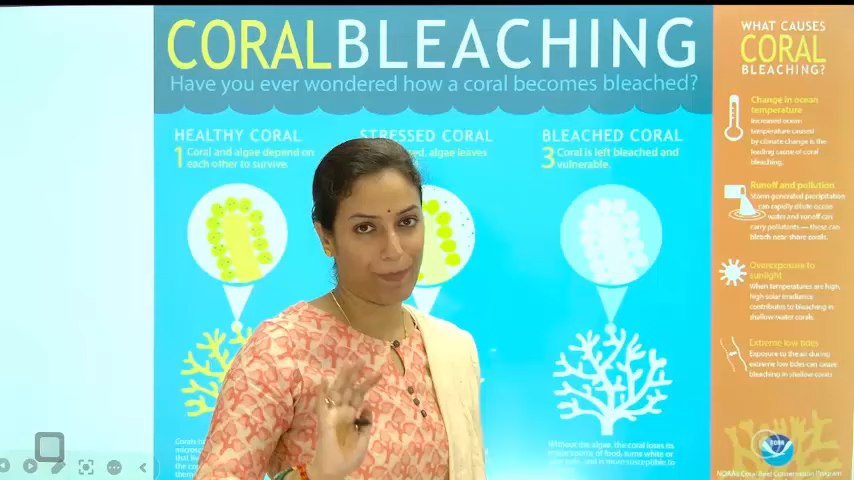 CORALBLEACHING
Have you ever wondered how a coral becomes bleached?
HEALTHY CORAL
1 Coral and algae depend on
each other to survive.
STRESSED CORAL
sed, algae leaves
BLEACHED CORAL
3 Coral is left bleached and
vulnerable.
Without the algae, the coral loses its
major source of food, turns white or
and is more susceptible to
WHAT CAUSES
CORAL
BLEACHING?
Change in ocean
temperature
Increased ocean
temperature caused
by climate change is the
leading cause of coral
bleaching.
Runoff and pollution
Storm generated precipitation
can rapidly dilute ocean
water and runoff can
carry pollutants — these can
bleach near-shore corals.
Overexposure to
sunlight
When temperatures are high,
high solar irradiance
contributes to bleaching in
shallow-water corals.
Extreme low tides
Exposure to the air during
extreme low tides can cause
bleaching in shallow corals
NOAA
NOAA's Coral Reef Conservation Program